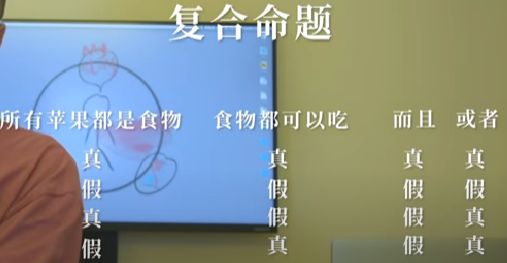 复合命题
所有苹果都是食物 食物都可以吃 而且 或者
真 真 真 真
假 假 假 假
真 假 假 真
假 真 假 真